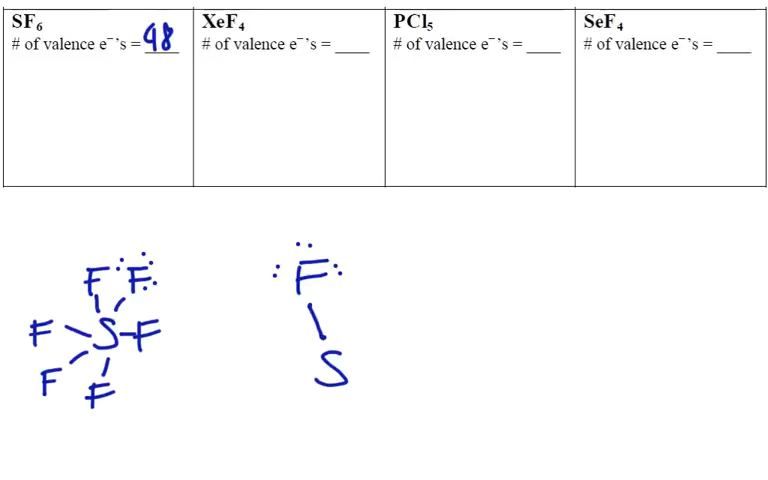 SF₆
# of valence e⁻'s = 48
XeF₄
# of valence e⁻'s = ____
PCl₅
# of valence e⁻'s = ____
SeF₄
# of valence e⁻'s = ____
F F
F S F
F F
F
S